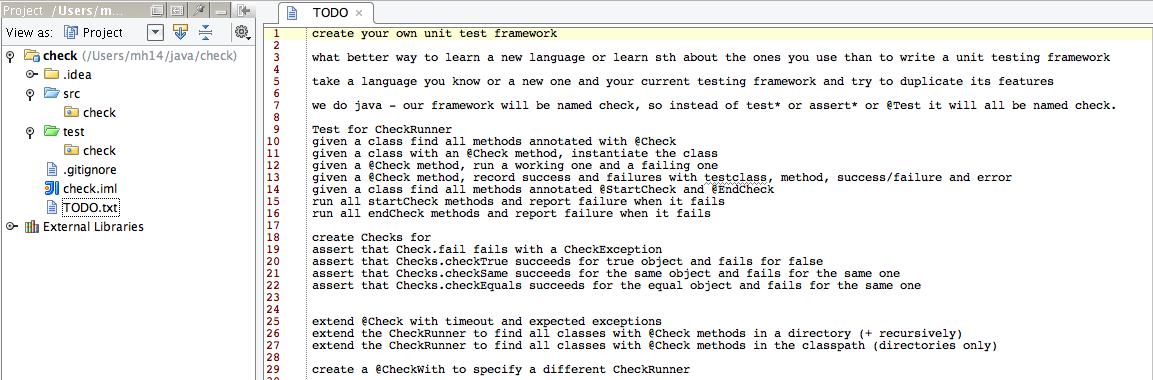 Project /Users/m...
View as: Project
check (/Users/mh14/java/check)
.idea
src
check
test
check
.gitignore
check.iml
TODO.txt
External Libraries
TODO
1 create your own unit test framework
2
3 what better way to learn a new language or learn sth about the ones you use than to write a unit testing framework
4
5 take a language you know or a new one and your current testing framework and try to duplicate its features
6
7 we do java - our framework will be named check, so instead of test* or assert* or @Test it will all be named check.
8
9 Test for CheckRunner
10 given a class find all methods annotated with @Check
11 given a class with an @Check method, instantiate the class
12 given a @Check method, run a working one and a failing one
13 given a @Check method, record success and failures with testclass, method, success/failure and error
14 given a class find all methods annotated @StartCheck and @EndCheck
15 run all startCheck methods and report failure when it fails
16 run all endCheck methods and report failure when it fails
17
18 create Checks for
19 assert that Check.fail fails with a CheckException
20 assert that Checks.checkTrue succeeds for true object and fails for false
21 assert that Checks.checkSame succeeds for the same object and fails for the same one
22 assert that Checks.checkEquals succeeds for the equal object and fails for the same one
23
24
25 extend @Check with timeout and expected exceptions
26 extend the CheckRunner to find all classes with @Check methods in a directory (+ recursively)
27 extend the CheckRunner to find all classes with @Check methods in the classpath (directories only)
28
29 create a @CheckWith to specify a different CheckRunner